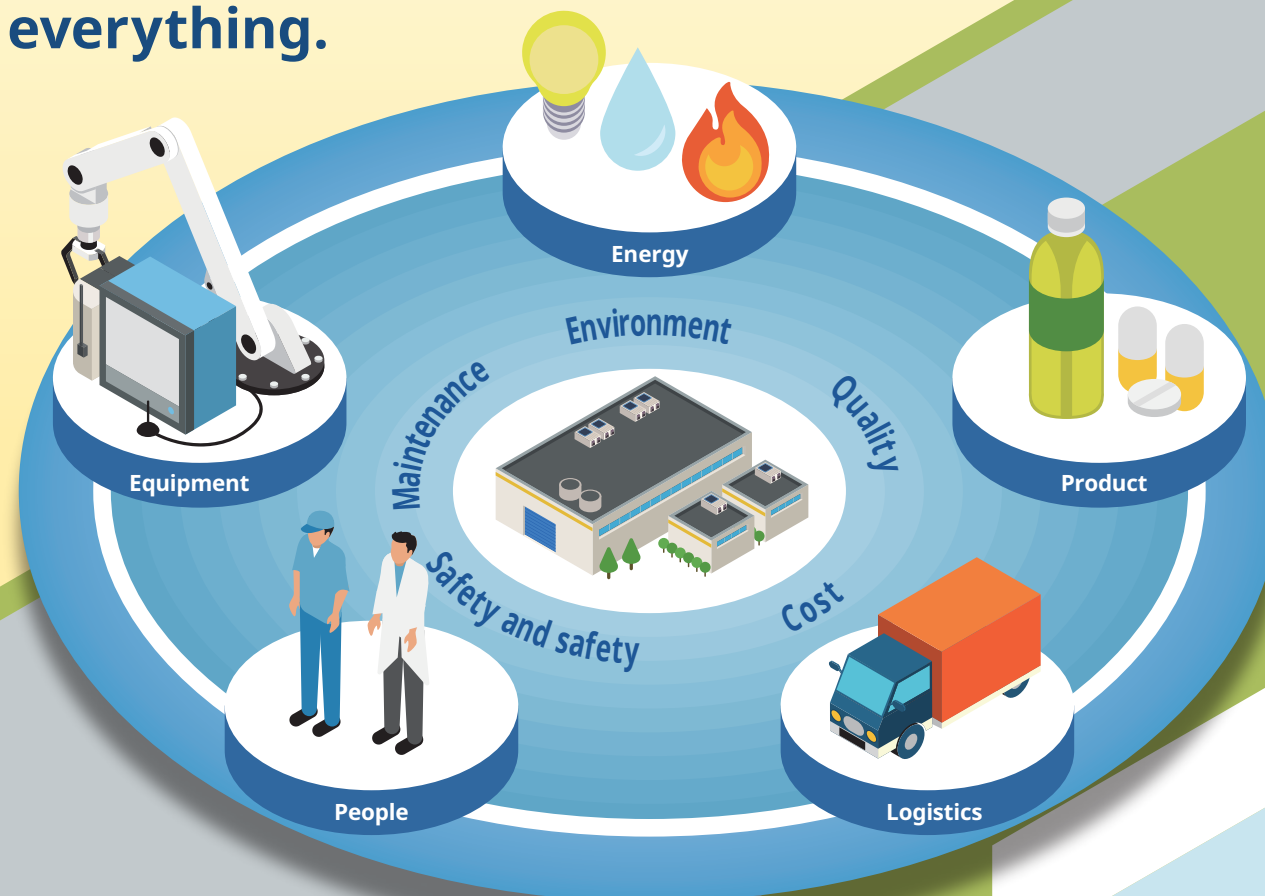 everything.
Energy
Environment
Maintenance
Quality
Equipment
Product
Safety and safety
Cost
People
Logistics